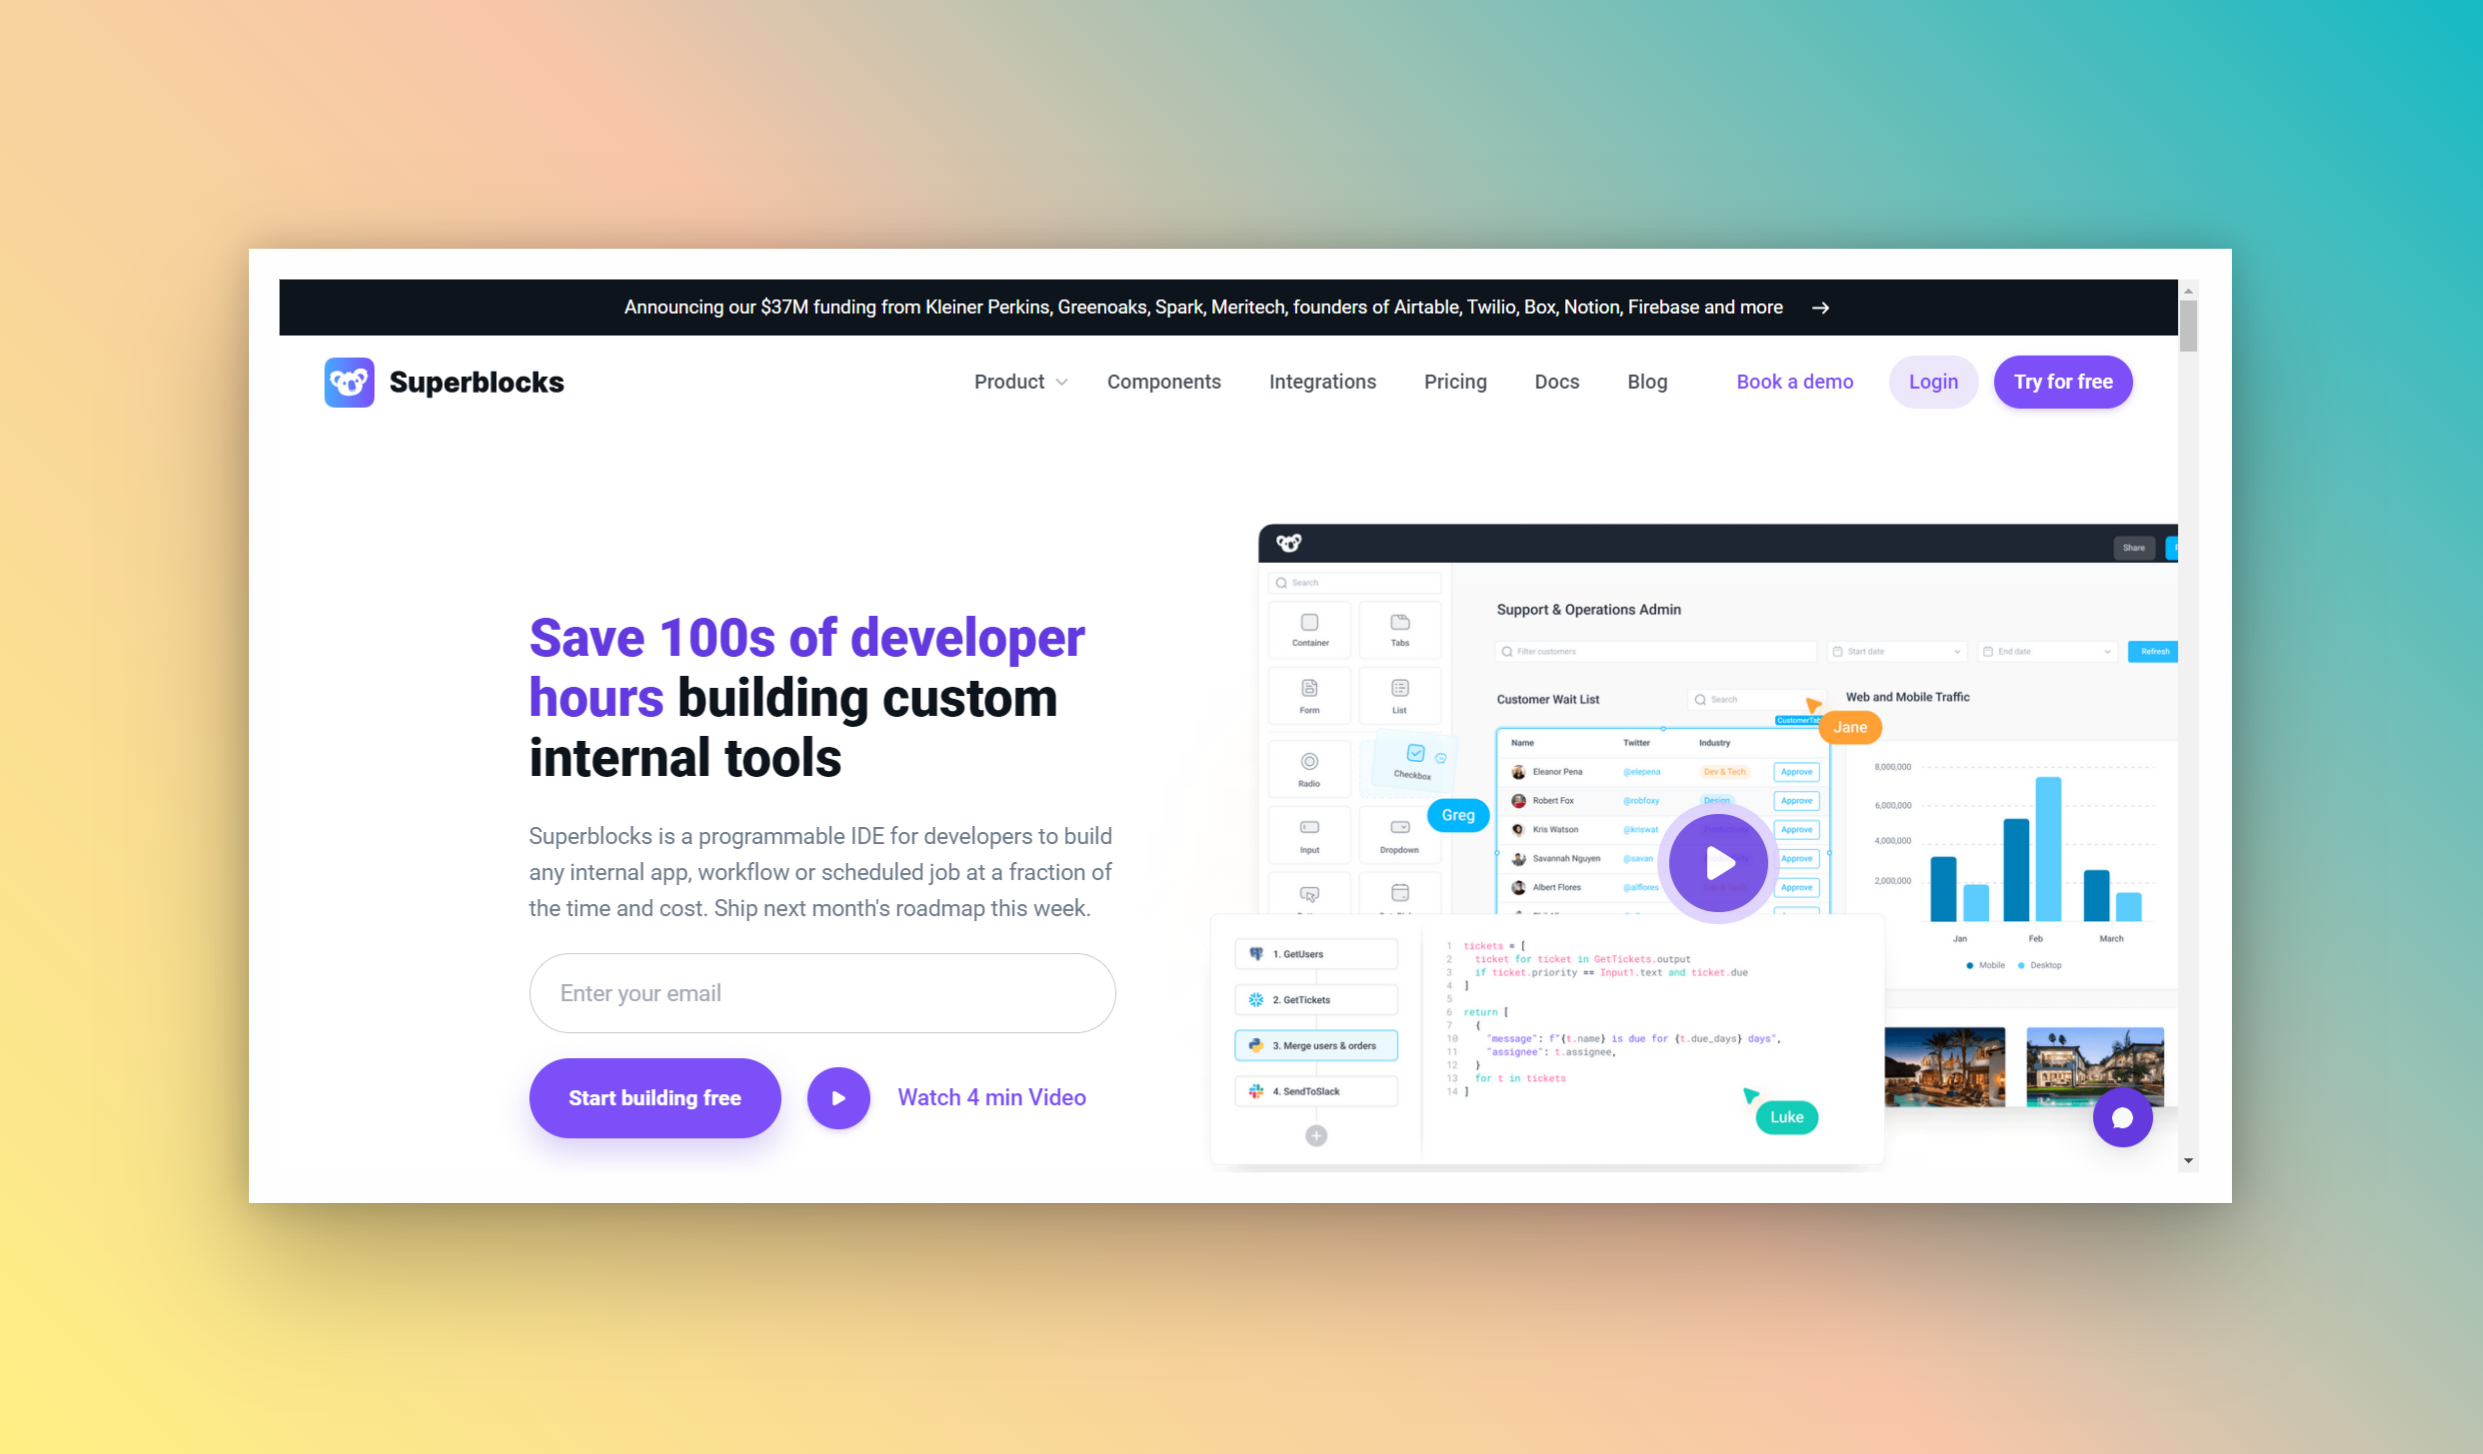 Announcing our $37M funding from Kleiner Perkins, Greenoaks, Spark, Meritech, founders of Airtable, Twilio, Box, Notion, Firebase and more →
Superblocks
Product
Components
Integrations
Pricing
Docs
Blog
Book a demo
Login
Try for free
Save 100s of developer
hours building custom
internal tools
Superblocks is a programmable IDE for developers to build
any internal app, workflow or scheduled job at a fraction of
the time and cost. Ship next month's roadmap this week.
Enter your email
Start building free
Watch 4 min Video
Share
Search
Container
Tabs
Form
List
Radio
Checkbox
Greg
Input
Dropdown
Support & Operations Admin
Filter customers
Start date
End date
Refresh
Customer Wait List
Search
Jane
Name Twitter Industry
Eleanor Pena @elepena Dev & Tech Approve
Robert Fox @robfoxy Design Approve
Kris Watson @kriswat Approve
Savannah Nguyen @savan Approve
Albert Flores @alflores Approve
Web and Mobile Traffic
8,000,000
6,000,000
4,000,000
2,000,000
Jan Feb March
Mobile Desktop
1. GetUsers
2. GetTickets
3. Merge users & orders
4. SendToSlack
1 tickets = [
2 ticket for ticket in GetTickets.output
3 if ticket.priority == Input1.text and ticket.due
4 ]
5
6 return [
7 {
10 "message": f"{t.name} is due for {t.due_days} days",
11 "assignee": t.assignee,
12 }
13 for t in tickets
14 ]
Luke